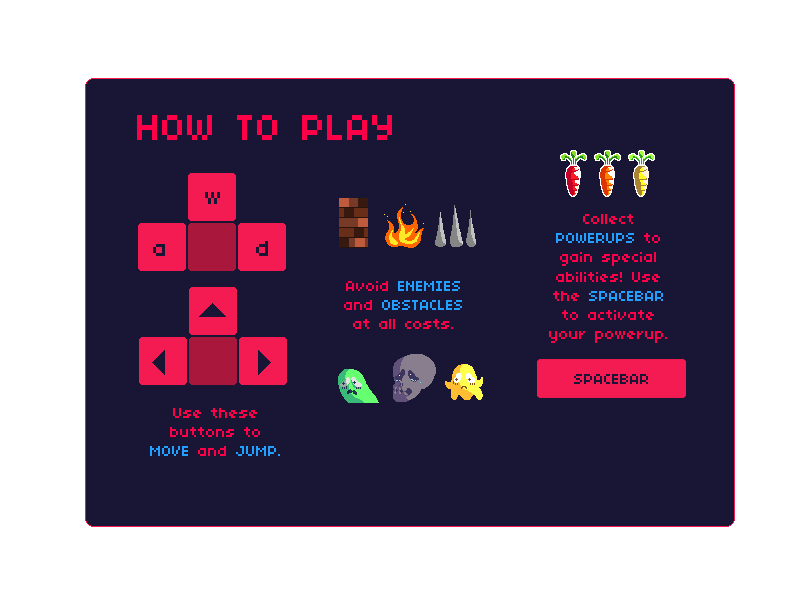 HOW TO PLAY
w
a d
Use these
buttons to
MOVE and JUMP.
Avoid ENEMIES
and OBSTACLES
at all costs.
Collect
POWERUPS to
gain special
abilities! Use
the SPACEBAR
to activate
your powerup.
SPACEBAR